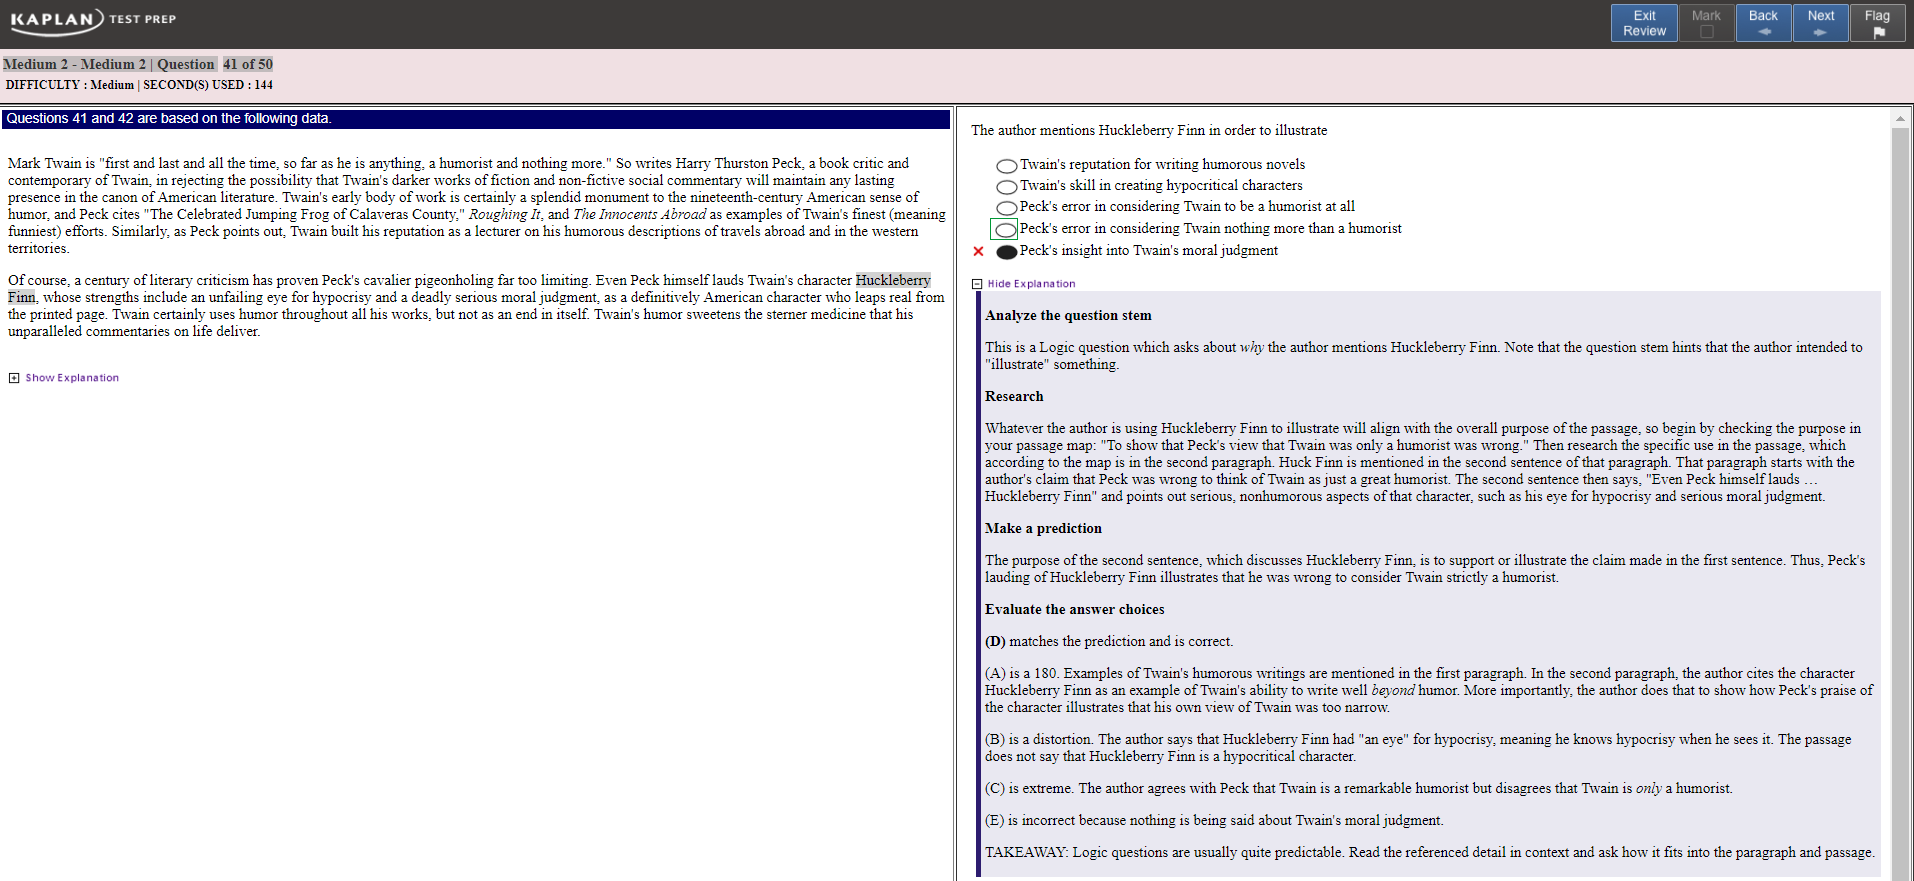 KAPLAN TEST PREP
Exit Review
Mark
Back
Next
Flag
Medium 2 - Medium 2 | Question 41 of 50
DIFFICULTY : Medium | SECOND(S) USED : 144
Questions 41 and 42 are based on the following data.
Mark Twain is "first and last and all the time, so far as he is anything, a humorist and nothing more." So writes Harry Thurston Peck, a book critic and
contemporary of Twain, in rejecting the possibility that Twain's darker works of fiction and non-fictive social commentary will maintain any lasting
presence in the canon of American literature. Twain's early body of work is certainly a splendid monument to the nineteenth-century American sense of
humor, and Peck cites "The Celebrated Jumping Frog of Calaveras County," Roughing It, and The Innocents Abroad as examples of Twain's finest (meaning
funniest) efforts. Similarly, as Peck points out, Twain built his reputation as a lecturer on his humorous descriptions of travels abroad and in the western
territories.
Of course, a century of literary criticism has proven Peck's cavalier pigeonholing far too limiting. Even Peck himself lauds Twain's character Huckleberry
Finn, whose strengths include an unfailing eye for hypocrisy and a deadly serious moral judgment, as a definitively American character who leaps real from
the printed page. Twain certainly uses humor throughout all his works, but not as an end in itself. Twain's humor sweetens the sterner medicine that his
unparalleled commentaries on life deliver.
Show Explanation
The author mentions Huckleberry Finn in order to illustrate
Twain's reputation for writing humorous novels
Twain's skill in creating hypocritical characters
Peck's error in considering Twain to be a humorist at all
Peck's error in considering Twain nothing more than a humorist
Peck's insight into Twain's moral judgment
Hide Explanation
Analyze the question stem
This is a Logic question which asks about why the author mentions Huckleberry Finn. Note that the question stem hints that the author intended to
"illustrate" something.
Research
Whatever the author is using Huckleberry Finn to illustrate will align with the overall purpose of the passage, so begin by checking the purpose in
your passage map: "To show that Peck's view that Twain was only a humorist was wrong." Then research the specific use in the passage, which
according to the map is in the second paragraph. Huck Finn is mentioned in the second sentence of that paragraph. That paragraph starts with the
author's claim that Peck was wrong to think of Twain as just a great humorist. The second sentence then says, "Even Peck himself lauds …
Huckleberry Finn" and points out serious, nonhumorous aspects of that character, such as his eye for hypocrisy and serious moral judgment.
Make a prediction
The purpose of the second sentence, which discusses Huckleberry Finn, is to support or illustrate the claim made in the first sentence. Thus, Peck's
lauding of Huckleberry Finn illustrates that he was wrong to consider Twain strictly a humorist.
Evaluate the answer choices
(D) matches the prediction and is correct.
(A) is a 180. Examples of Twain's humorous writings are mentioned in the first paragraph. In the second paragraph, the author cites the character
Huckleberry Finn as an example of Twain's ability to write well beyond humor. More importantly, the author does that to show how Peck's praise of
the character illustrates that his own view of Twain was too narrow.
(B) is a distortion. The author says that Huckleberry Finn had "an eye" for hypocrisy, meaning he knows hypocrisy when he sees it. The passage
does not say that Huckleberry Finn is a hypocritical character.
(C) is extreme. The author agrees with Peck that Twain is a remarkable humorist but disagrees that Twain is only a humorist.
(E) is incorrect because nothing is being said about Twain's moral judgment.
TAKEAWAY: Logic questions are usually quite predictable. Read the referenced detail in context and ask how it fits into the paragraph and passage.